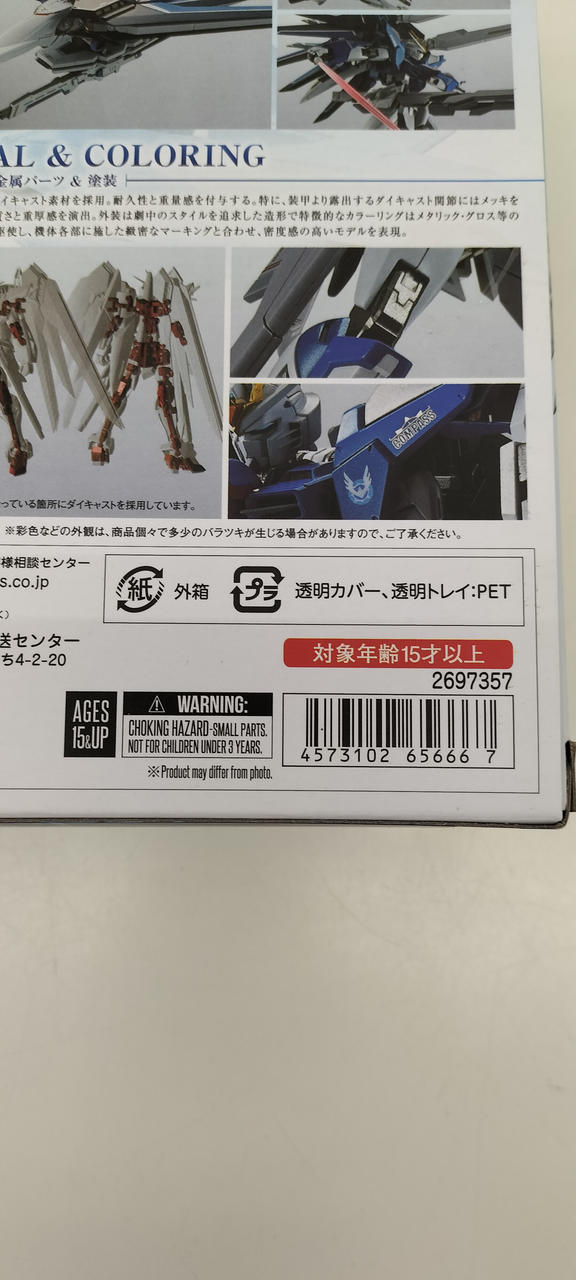 AL & COLORING
金属パーツ & 塗装
イキャスト素材を採用。耐久性と重量感を付与する。特に、装甲より露出するダイキャスト関節にはメッキを
さと重厚感を演出。外装は劇中のスタイルを追求した造形で特徴的なカラーリングはメタリック・グロス等の
駆使し、機体各部に施した緻密なマーキングと合わせ、密度感の高いモデルを表現。
COMPASS
っている箇所にダイキャストを採用しています。
※彩色などの外観は、商品個々で多少のバラツキが生じる場合がありますので、ご了承ください。
様相談センター
s.co.jp
紙 外箱 プラ 透明カバー、透明トレイ:PET
送センター
ち4-2-20
対象年齢15才以上
2697357
AGES
15&UP
WARNING:
CHOKING HAZARD-SMALL PARTS.
NOT FOR CHILDREN UNDER 3 YEARS.
※Product may differ from photo.
4573102 65666 7